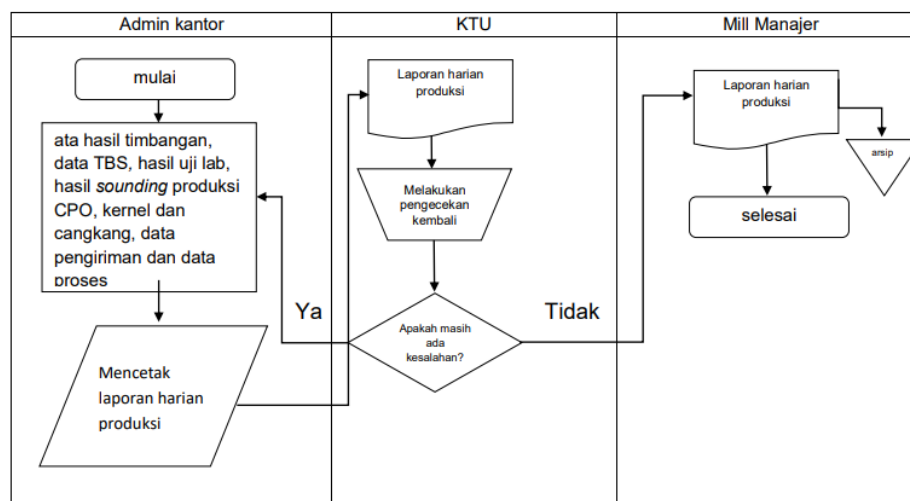 Admin kantor
KTU
Mill Manajer
mulai
ata hasil timbangan,
data TBS, hasil uji lab,
hasil sounding produksi
CPO, kernel dan
cangkang, data
pengiriman dan data
proses
Mencetak
laporan harian
produksi
Laporan harian
produksi
Melakukan
pengecekan
kembali
Apakah masih
ada
kesalahan?
Ya
Tidak
Laporan harian
produksi
arsip
selesai